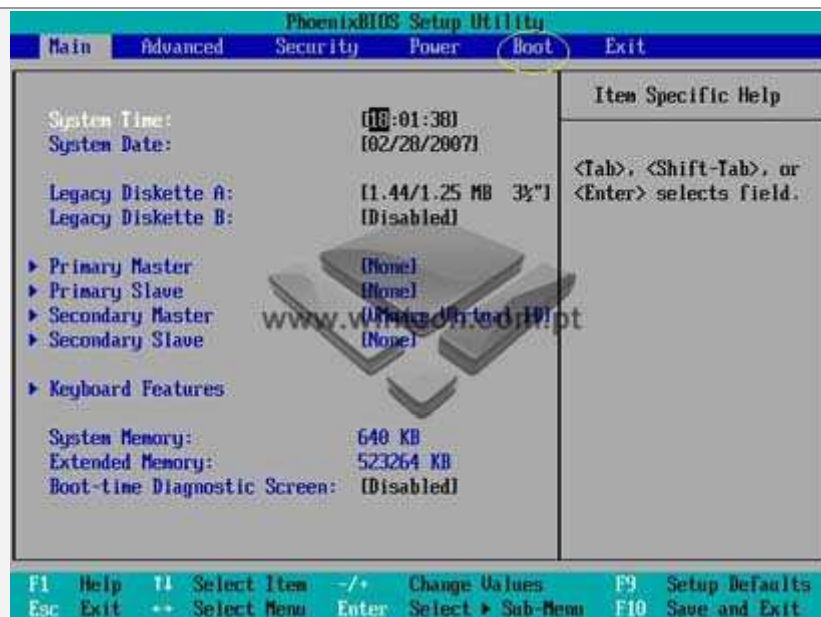 PhoenixBIOS Setup Utility
Main Advanced Security Power Boot Exit
Item Specific Help
System Time: [18:01:38]
System Date: [02/28/2007]
<Tab>, <Shift-Tab>, or
<Enter> selects field.
Legacy Diskette A: [1.44/1.25 MB 3½"]
Legacy Diskette B: [Disabled]
Primary Master [None]
Primary Slave [None]
Secondary Master
Secondary Slave [None]
Keyboard Features
System Memory: 640 KB
Extended Memory: 523264 KB
Boot-time Diagnostic Screen: [Disabled]
F1 Help ↑↓ Select Item -/+ Change Values F9 Setup Defaults
Esc Exit ↔ Select Menu Enter Select ▶ Sub-Menu F10 Save and Exit